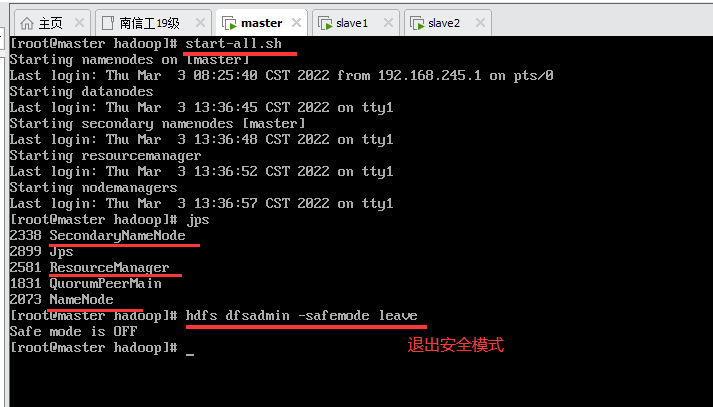 主页 南信工19级 master slave1 slave2
[root@master hadoop]# start-all.sh
Starting namenodes on [master]
Last login: Thu Mar  3 08:25:40 CST 2022 from 192.168.245.1 on pts/0
Starting datanodes
Last login: Thu Mar  3 13:36:45 CST 2022 on tty1
Starting secondary namenodes [master]
Last login: Thu Mar  3 13:36:48 CST 2022 on tty1
Starting resourcemanager
Last login: Thu Mar  3 13:36:52 CST 2022 on tty1
Starting nodemanagers
Last login: Thu Mar  3 13:36:57 CST 2022 on tty1
[root@master hadoop]# jps
2338 SecondaryNameNode
2899 Jps
2581 ResourceManager
1831 QuorumPeerMain
2073 NameNode
[root@master hadoop]# hdfs dfsadmin -safemode leave
Safe mode is OFF
[root@master hadoop]# _
退出安全模式